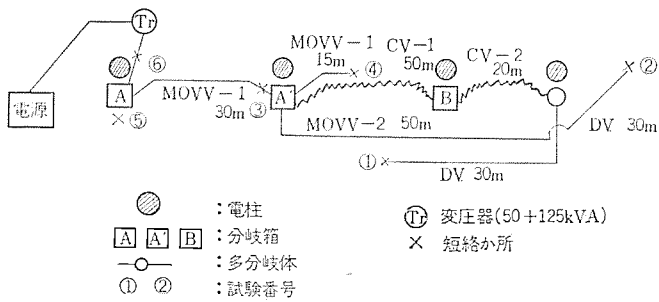 Tr
MOVV-1
15m
CV-1
50m
CV-2
20m
②
⑥
④
電源
A
MOVV-1
30m
③
A'
B
×⑤
MOVV-2 50m
DV. 30m
①×
DV. 30m
:電柱
A A' B :分岐箱
:多分岐体
① ② :試験番号
Tr 変圧器(50+125kVA)
× 短絡か所